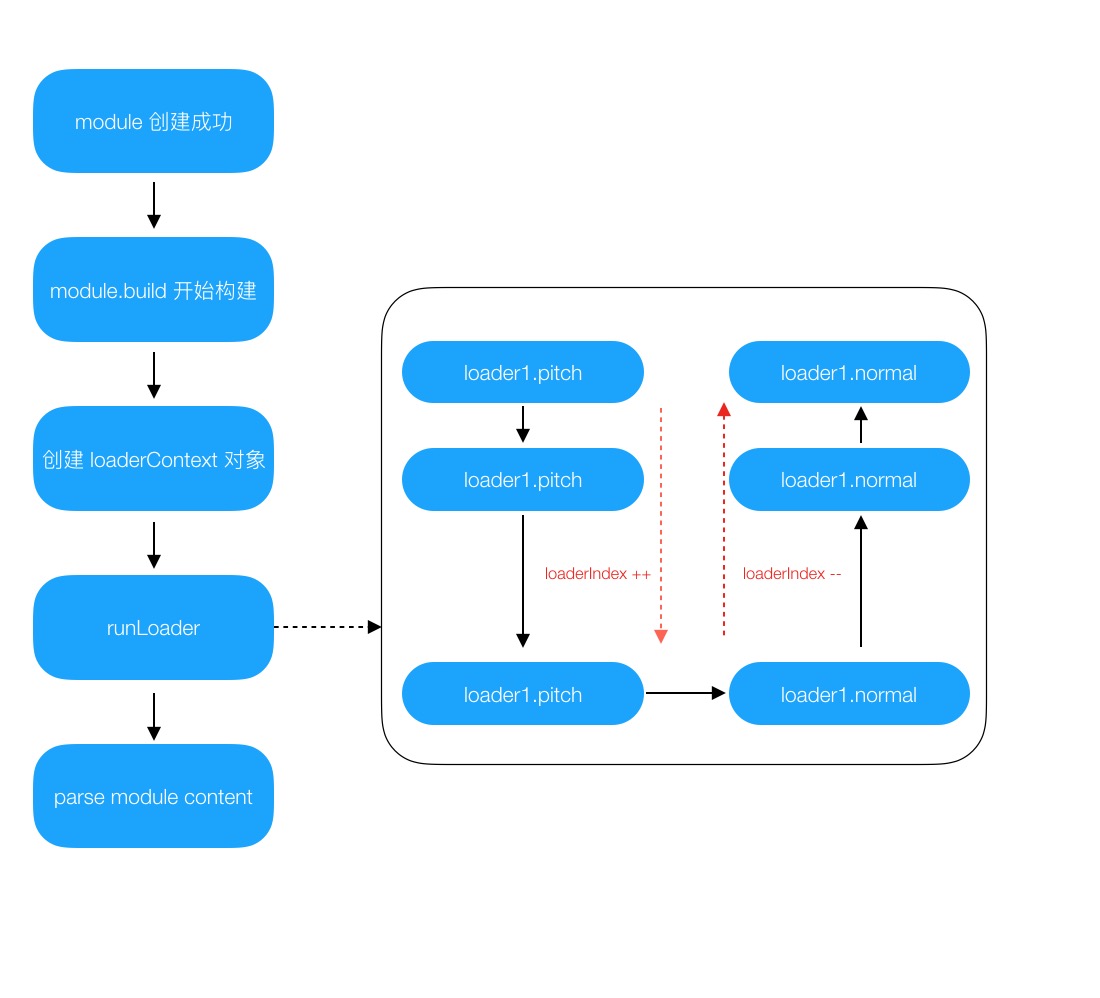 module 创建成功
module.build 开始构建
创建 loaderContext 对象
runLoader
parse module content
loader1.pitch
loader1.normal
loader1.pitch
loader1.normal
loaderIndex ++
loaderIndex --
loader1.pitch
loader1.normal